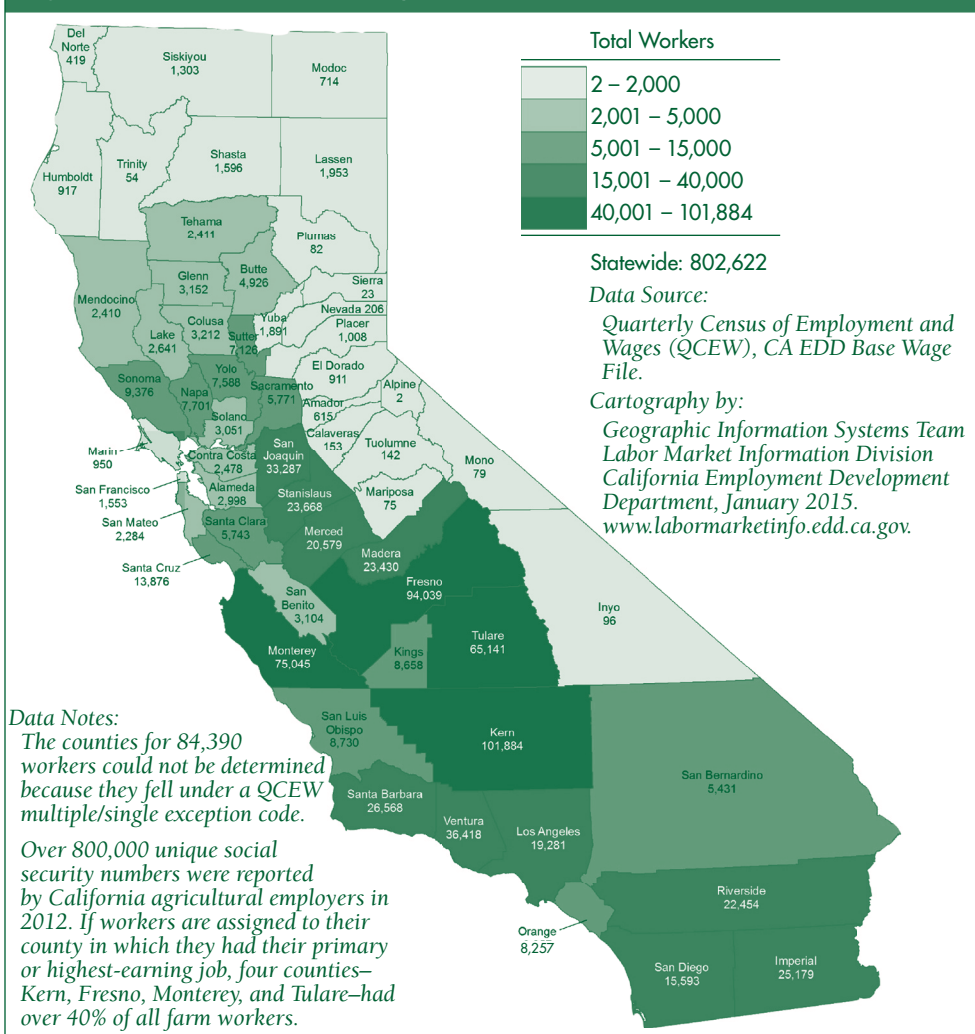 Del
Norte
419
Siskiyou
1,303
Modoc
714
Humboldt
917
Trinity
54
Shasta
1,596
Lassen
1,953
Tehama
2,411
Plumas
82
Mendocino
2,410
Glenn
3,152
Butte
4,926
Sierra
23
Nevada 206
Lake
2,641
Colusa
3,212
Sutter
7,126
Yuba
1,891
Placer
1,008
Sonoma
9,376
Napa
7,701
Yolo
7,588
Sacramento
5,771
El Dorado
911
Alpine
2
Amador
615
Solano
3,051
Calaveras
153
Tuolumne
142
Mono
79
Marin
950
Contra Costa
2,478
San
Joaquin
33,287
San Francisco
1,553
Alameda
2,998
Stanislaus
23,668
Mariposa
75
San Mateo
2,284
Santa Clara
5,743
Merced
20,579
Madera
23,430
Santa Cruz
13,876
San
Benito
3,104
Fresno
94,039
Inyo
96
Monterey
75,045
Kings
8,658
Tulare
65,141
San Luis
Obispo
8,730
Kern
101,884
San Bernardino
5,431
Santa Barbara
26,568
Ventura
36,418
Los Angeles
19,281
Orange
8,257
Riverside
22,454
San Diego
15,593
Imperial
25,179
Total Workers
2 – 2,000
2,001 – 5,000
5,001 – 15,000
15,001 – 40,000
40,001 – 101,884
Statewide: 802,622
Data Source:
Quarterly Census of Employment and
Wages (QCEW), CA EDD Base Wage
File.
Cartography by:
Geographic Information Systems Team
Labor Market Information Division
California Employment Development
Department, January 2015.
www.labormarketinfo.edd.ca.gov.
Data Notes:
The counties for 84,390
workers could not be determined
because they fell under a QCEW
multiple/single exception code.
Over 800,000 unique social
security numbers were reported
by California agricultural employers in
2012. If workers are assigned to their
county in which they had their primary
or highest-earning job, four counties–
Kern, Fresno, Monterey, and Tulare–had
over 40% of all farm workers.